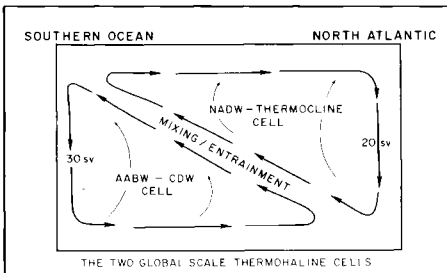 SOUTHERN OCEAN
NORTH ATLANTIC
NADW-THERMOCLINE
CELL
MIXING/ENTRAINMENT
20 sv
30 sv
AABW - CDW
CELL
THE TWO GLOBAL SCALE THERMOHALINE CELLS